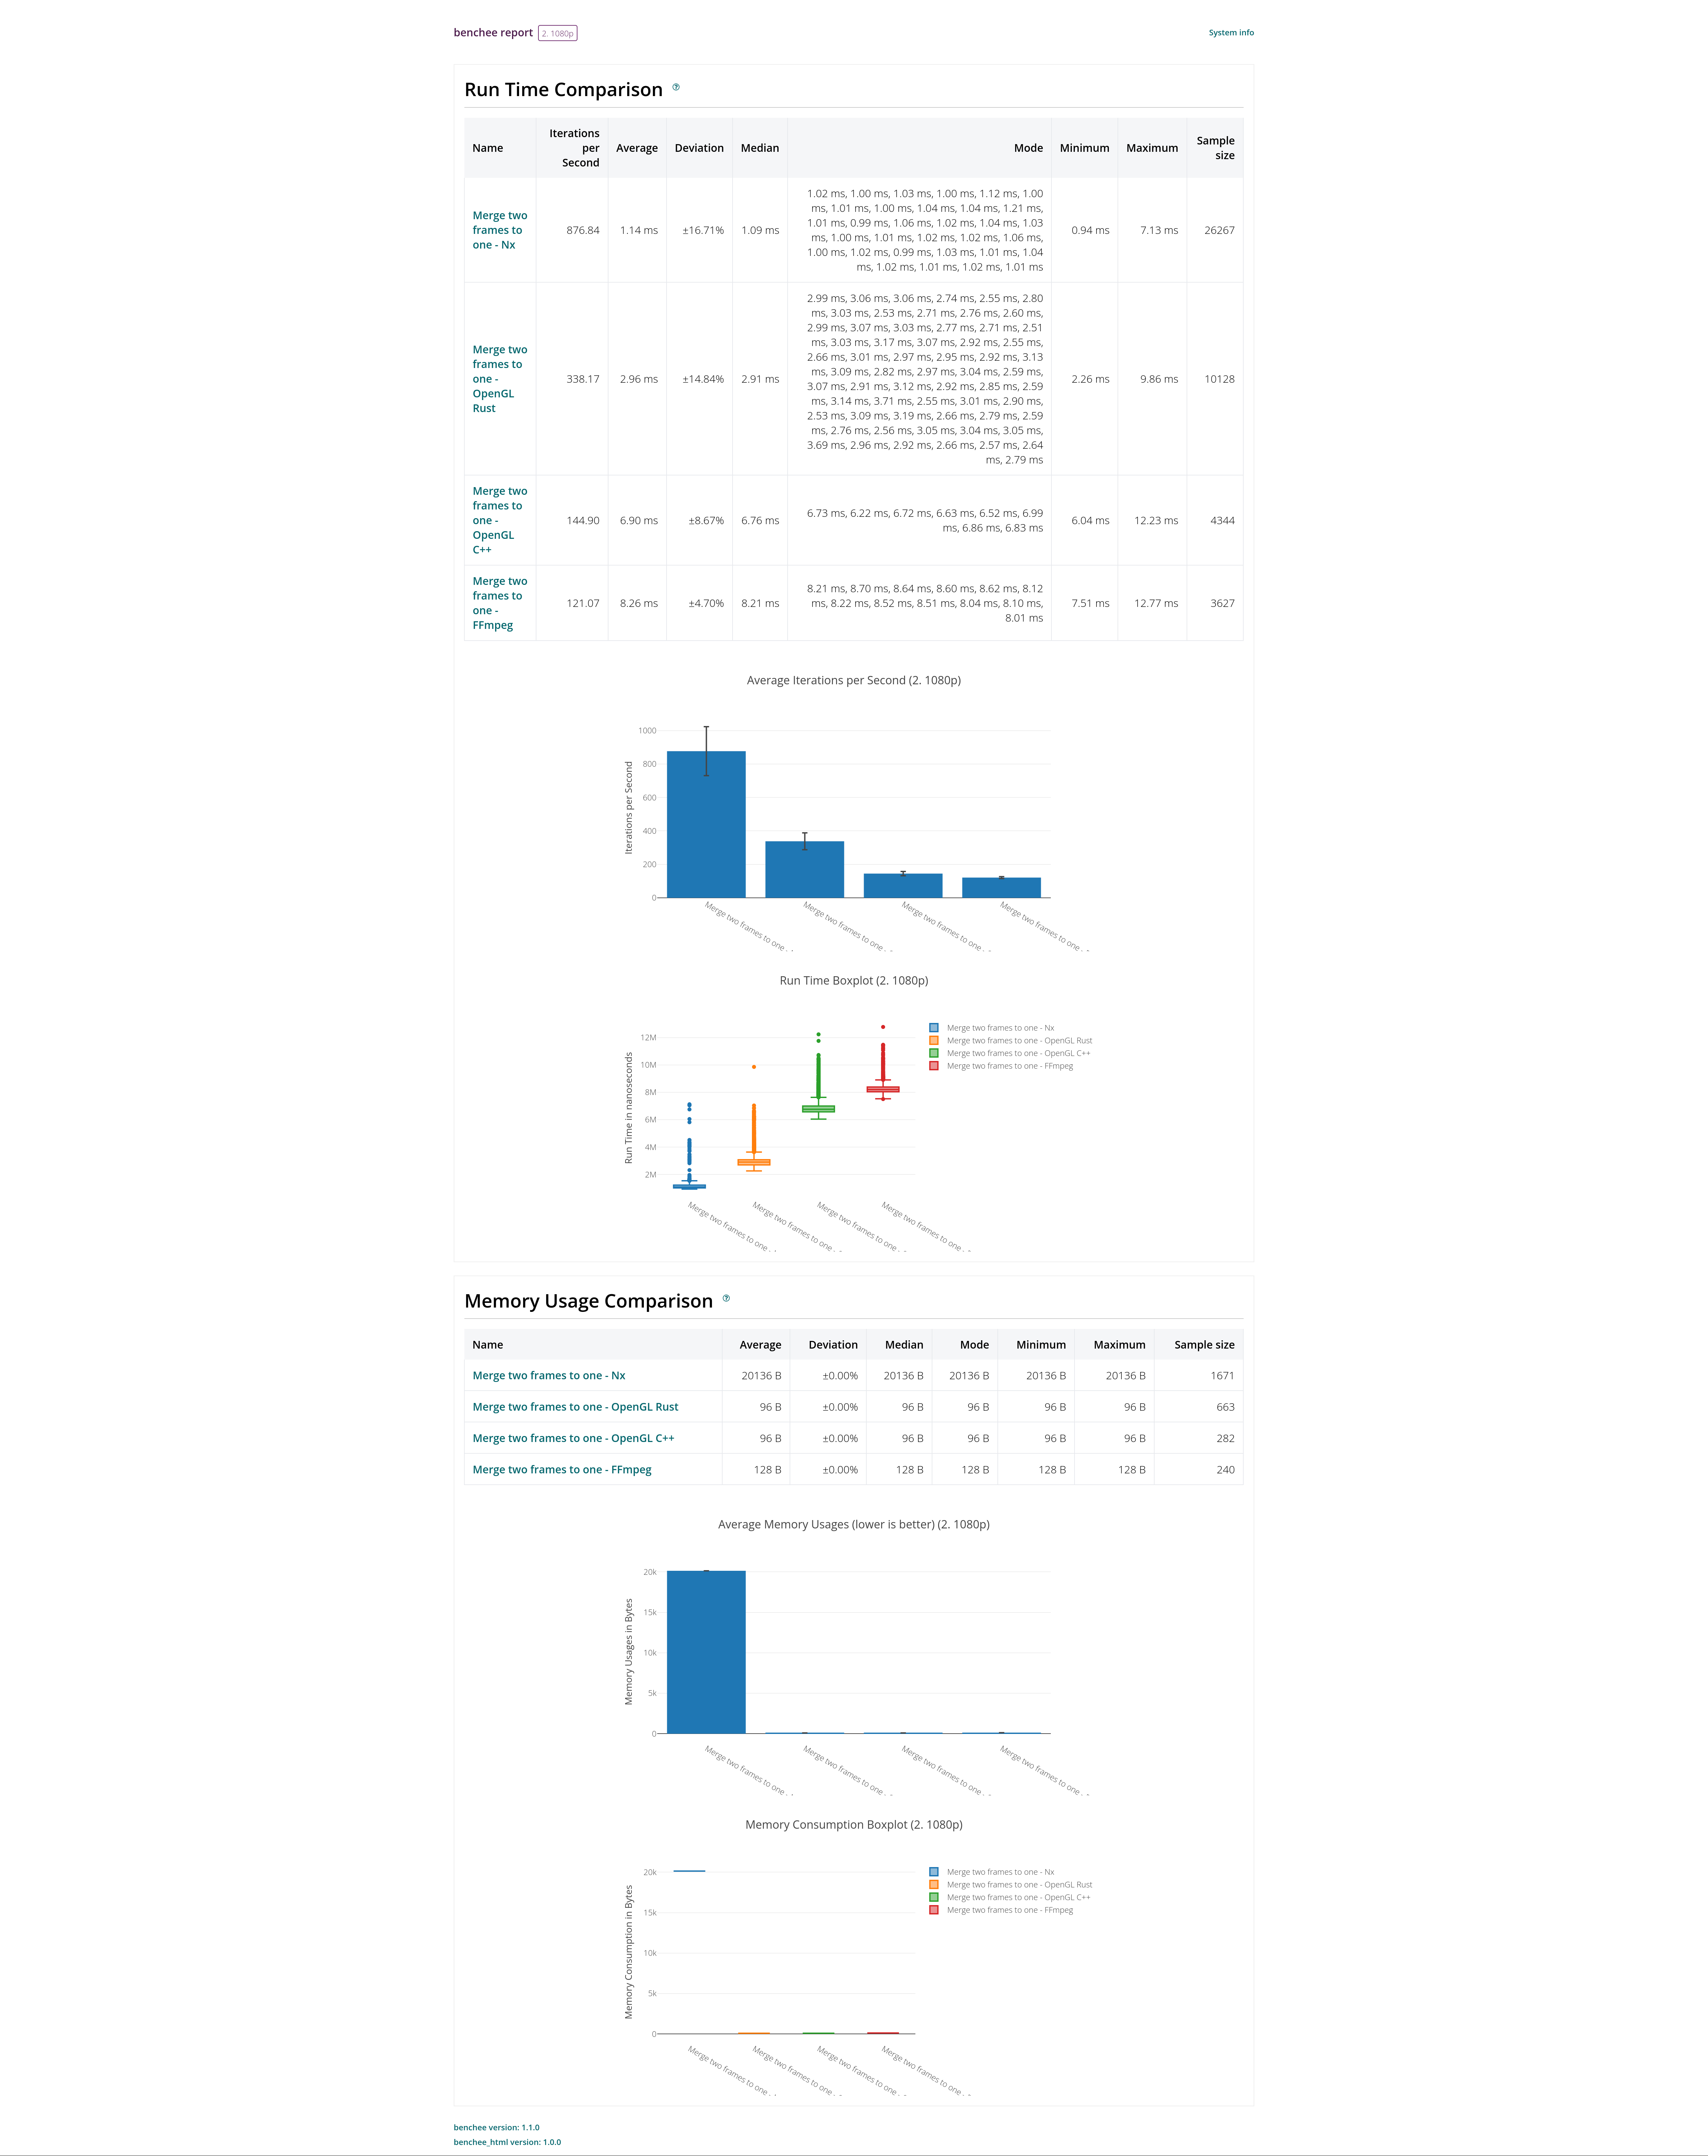 benchee report 2. 1080p System info
Run Time Comparison ?
Name Iterations per Second Average Deviation Median Mode Minimum Maximum Sample size
Merge two frames to one - Nx 876.84 1.14 ms ±16.71% 1.09 ms 1.02 ms, 1.00 ms, 1.03 ms, 1.00 ms, 1.12 ms, 1.00
ms, 1.01 ms, 1.00 ms, 1.04 ms, 1.04 ms, 1.21 ms,
1.01 ms, 0.99 ms, 1.06 ms, 1.02 ms, 1.04 ms, 1.03
ms, 1.00 ms, 1.01 ms, 1.02 ms, 1.02 ms, 1.06 ms,
1.00 ms, 1.02 ms, 0.99 ms, 1.03 ms, 1.01 ms, 1.04
ms, 1.02 ms, 1.01 ms, 1.02 ms, 1.01 ms 0.94 ms 7.13 ms 26267
Merge two frames to one - OpenGL Rust 338.17 2.96 ms ±14.84% 2.91 ms 2.99 ms, 3.06 ms, 3.06 ms, 2.74 ms, 2.55 ms, 2.80
ms, 3.03 ms, 2.53 ms, 2.71 ms, 2.76 ms, 2.60 ms,
2.99 ms, 3.07 ms, 3.03 ms, 2.77 ms, 2.71 ms, 2.51
ms, 3.03 ms, 3.17 ms, 3.07 ms, 2.92 ms, 2.55 ms,
2.66 ms, 3.01 ms, 2.97 ms, 2.95 ms, 2.92 ms, 3.13
ms, 3.09 ms, 2.82 ms, 2.97 ms, 3.04 ms, 2.59 ms,
3.07 ms, 2.91 ms, 3.12 ms, 2.92 ms, 2.85 ms, 2.59
ms, 3.14 ms, 3.71 ms, 2.55 ms, 3.01 ms, 2.90 ms,
2.53 ms, 3.09 ms, 3.19 ms, 2.66 ms, 2.79 ms, 2.59
ms, 2.76 ms, 2.56 ms, 3.05 ms, 3.04 ms, 3.05 ms,
3.69 ms, 2.96 ms, 2.92 ms, 2.66 ms, 2.57 ms, 2.64
ms, 2.79 ms 2.26 ms 9.86 ms 10128
Merge two frames to one - OpenGL C++ 144.90 6.90 ms ±8.67% 6.76 ms 6.73 ms, 6.22 ms, 6.72 ms, 6.63 ms, 6.52 ms, 6.99
ms, 6.86 ms, 6.83 ms 6.04 ms 12.23 ms 4344
Merge two frames to one - FFmpeg 121.07 8.26 ms ±4.70% 8.21 ms 8.21 ms, 8.70 ms, 8.64 ms, 8.60 ms, 8.62 ms, 8.12
ms, 8.22 ms, 8.52 ms, 8.51 ms, 8.04 ms, 8.10 ms,
8.01 ms 7.51 ms 12.77 ms 3627
Average Iterations per Second (2. 1080p)
Iterations per Second
1000
800
600
400
200
0
Merge two frames to one -
Merge two frames to one -
Merge two frames to one -
Merge two frames to one -
Run Time Boxplot (2. 1080p)
Run Time in nanoseconds
12M
10M
8M
6M
4M
2M
Merge two frames to one - Nx
Merge two frames to one - OpenGL Rust
Merge two frames to one - OpenGL C++
Merge two frames to one - FFmpeg
Merge two frames to one -
Merge two frames to one -
Merge two frames to one -
Merge two frames to one -
Memory Usage Comparison ?
Name Average Deviation Median Mode Minimum Maximum Sample size
Merge two frames to one - Nx 20136 B ±0.00% 20136 B 20136 B 20136 B 20136 B 1671
Merge two frames to one - OpenGL Rust 96 B ±0.00% 96 B 96 B 96 B 96 B 663
Merge two frames to one - OpenGL C++ 96 B ±0.00% 96 B 96 B 96 B 96 B 282
Merge two frames to one - FFmpeg 128 B ±0.00% 128 B 128 B 128 B 128 B 240
Average Memory Usages (lower is better) (2. 1080p)
Memory Usages in Bytes
20k
15k
10k
5k
0
Merge two frames to one -
Merge two frames to one -
Merge two frames to one -
Merge two frames to one -
Memory Consumption Boxplot (2. 1080p)
Memory Consumption in Bytes
20k
15k
10k
5k
0
Merge two frames to one - Nx
Merge two frames to one - OpenGL Rust
Merge two frames to one - OpenGL C++
Merge two frames to one - FFmpeg
Merge two frames to one -
Merge two frames to one -
Merge two frames to one -
Merge two frames to one -
benchee version: 1.1.0
benchee_html version: 1.0.0